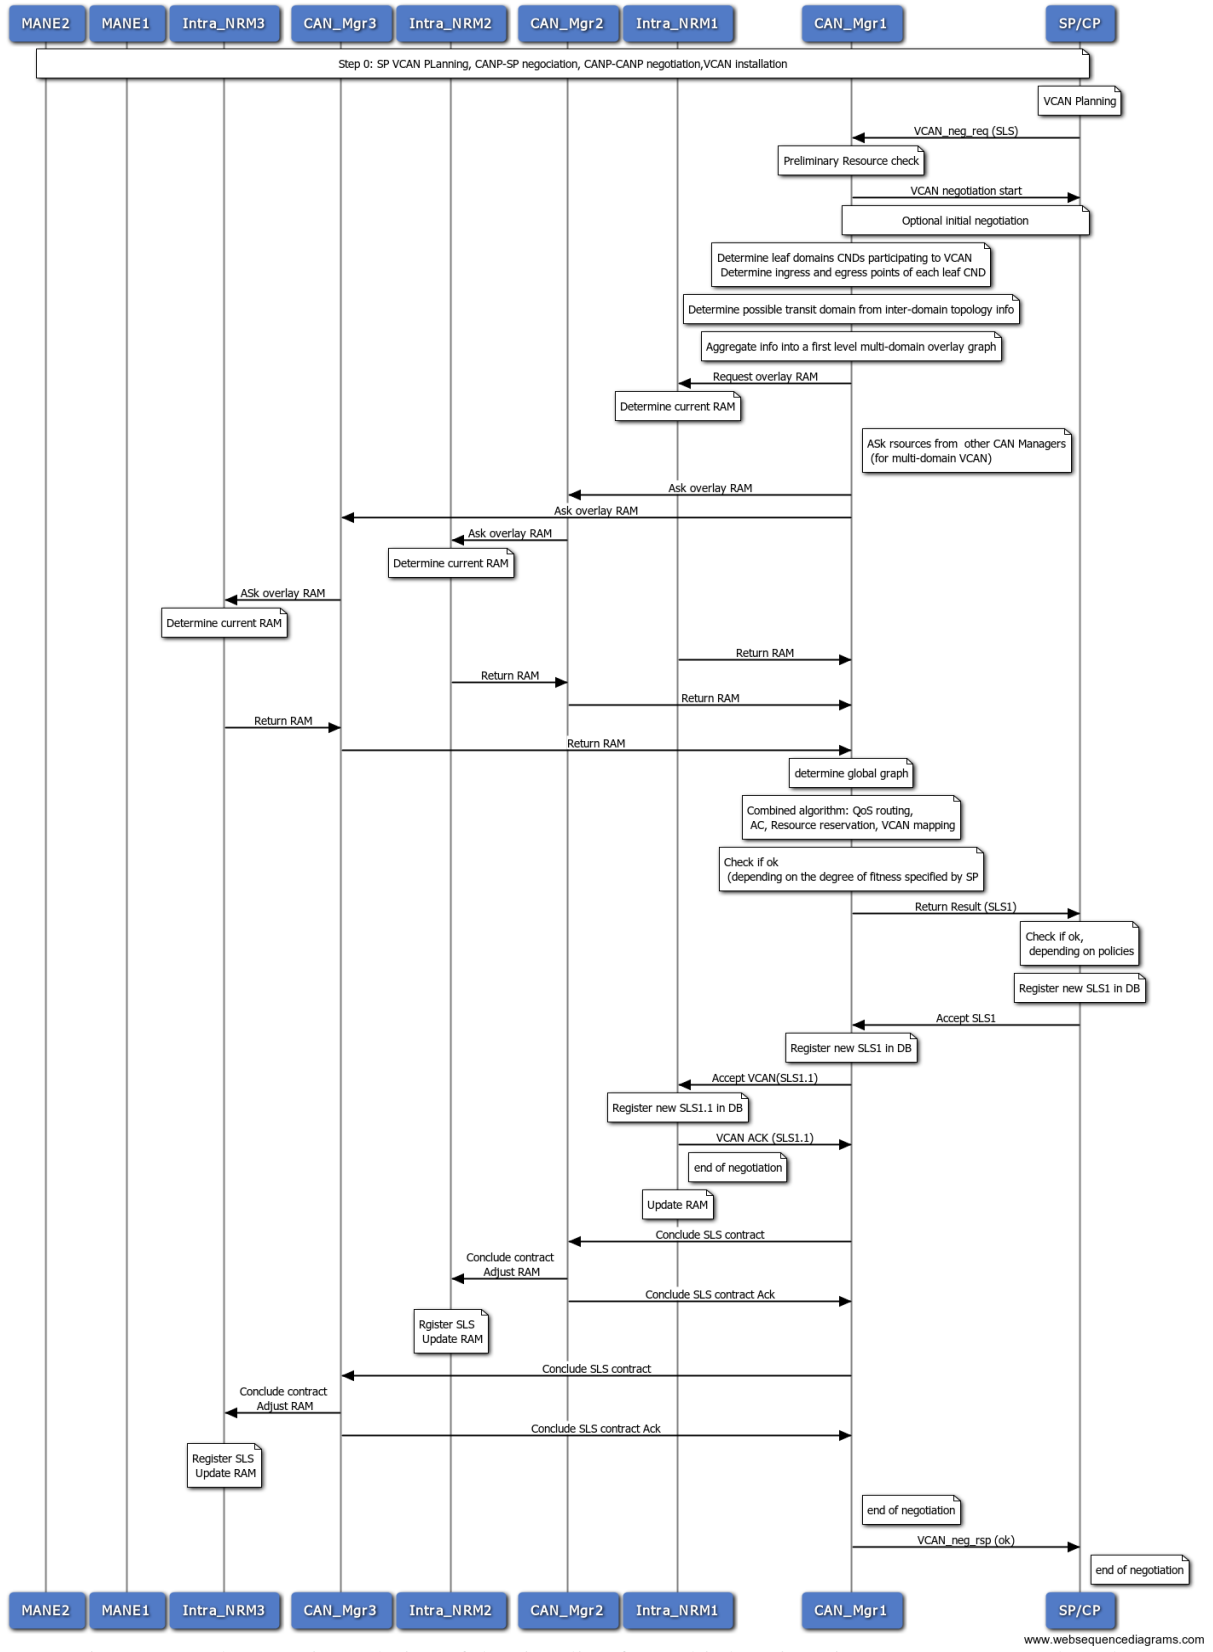 MANE2 MANE1 Intra_NRM3 CAN_Mgr3 Intra_NRM2 CAN_Mgr2 Intra_NRM1 CAN_Mgr1 SP/CP
Step 0: SP VCAN PLanning, CANP-SP negociation, CANP-CANP negotiation,VCAN installation
VCAN Planning
VCAN_neg_req (SLS)
Preliminary Resource check
VCAN negotiation start
Optional initial negotiation
Determine leaf domains CNDs participating to VCAN
Determine ingress and egress points of each leaf CND
Determine possible transit domain from inter-domain topology info
Aggregate info into a first level multi-domain overlay graph
Request overlay RAM
Determine current RAM
ASk rsources from other CAN Managers
(for multi-domain VCAN)
Ask overlay RAM
Ask overlay RAM
Ask overlay RAM
Determine current RAM
ASk overlay RAM
Determine current RAM
Return RAM
Return RAM
Return RAM
Return RAM
Return RAM
determine global graph
Combined algorithm: QoS routing,
AC, Resource reservation, VCAN mapping
Check if ok
(depending on the degree of fitness specified by SP
Return Result (SLS1)
Check if ok,
depending on policies
Register new SLS1 in DB
Accept SLS1
Register new SLS1 in DB
Accept VCAN(SLS1.1)
Register new SLS1.1 in DB
VCAN ACK (SLS1.1)
end of negotiation
Update RAM
Conclude SLS contract
Conclude contract
Adjust RAM
Conclude SLS contract Ack
Rgister SLS
Update RAM
Conclude SLS contract
Conclude contract
Adjust RAM
Conclude SLS contract Ack
Register SLS
Update RAM
end of negotiation
VCAN_neg_rsp (ok)
end of negotiation
MANE2 MANE1 Intra_NRM3 CAN_Mgr3 Intra_NRM2 CAN_Mgr2 Intra_NRM1 CAN_Mgr1 SP/CP
www.websequencediagrams.com